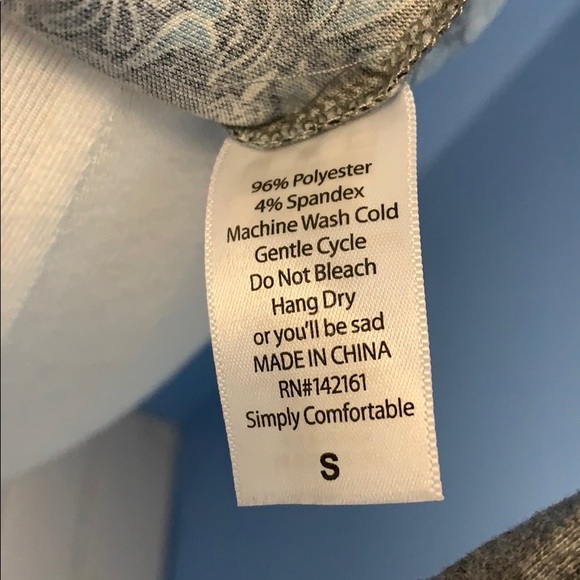 96% Polyester
4% Spandex
Machine Wash Cold
Gentle Cycle
Do Not Bleach
Hang Dry
or you'll be sad
MADE IN CHINA
RN#142161
Simply Comfortable
S